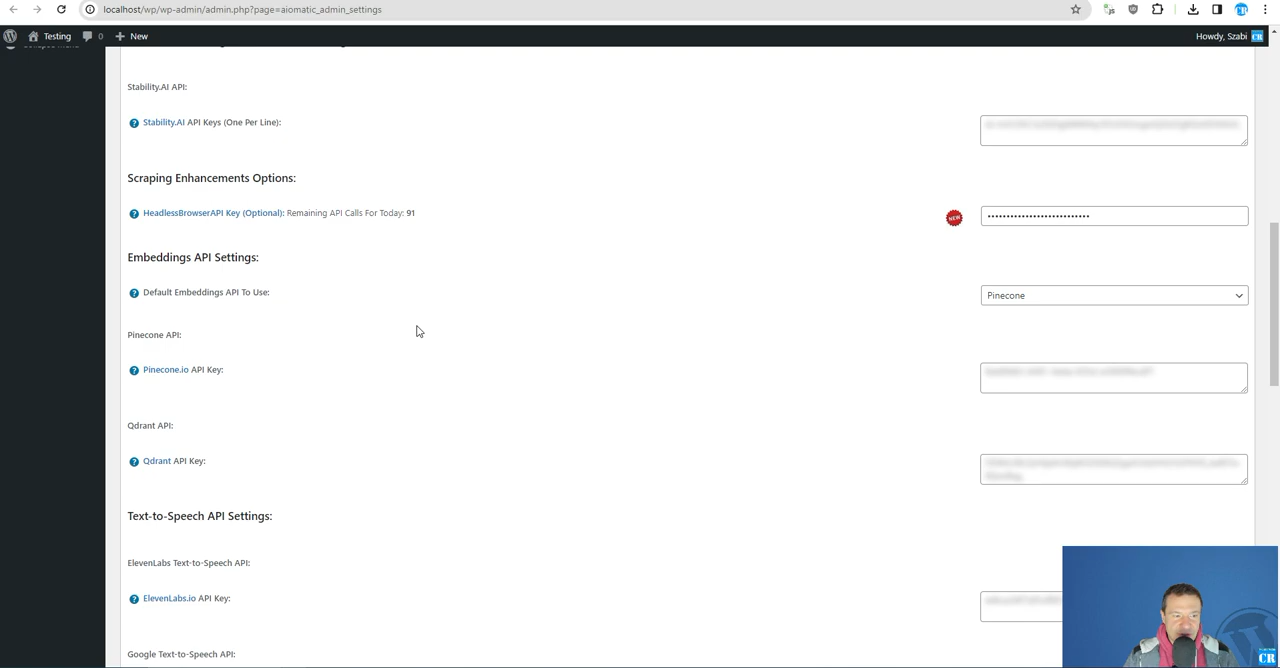 localhost/wp/wp-admin/admin.php?page=aiomatic_admin_settings
Testing 0 New Howdy, Szabi
Stability.AI API:
Stability.AI API Keys (One Per Line):
Scraping Enhancements Options:
HeadlessBrowserAPI Key (Optional): Remaining API Calls For Today: 91
NEW
Embeddings API Settings:
Default Embeddings API To Use: Pinecone
Pinecone API:
Pinecone.io API Key:
Qdrant API:
Qdrant API Key:
Text-to-Speech API Settings:
ElevenLabs Text-to-Speech API:
ElevenLabs.io API Key:
Google Text-to-Speech API:
CR